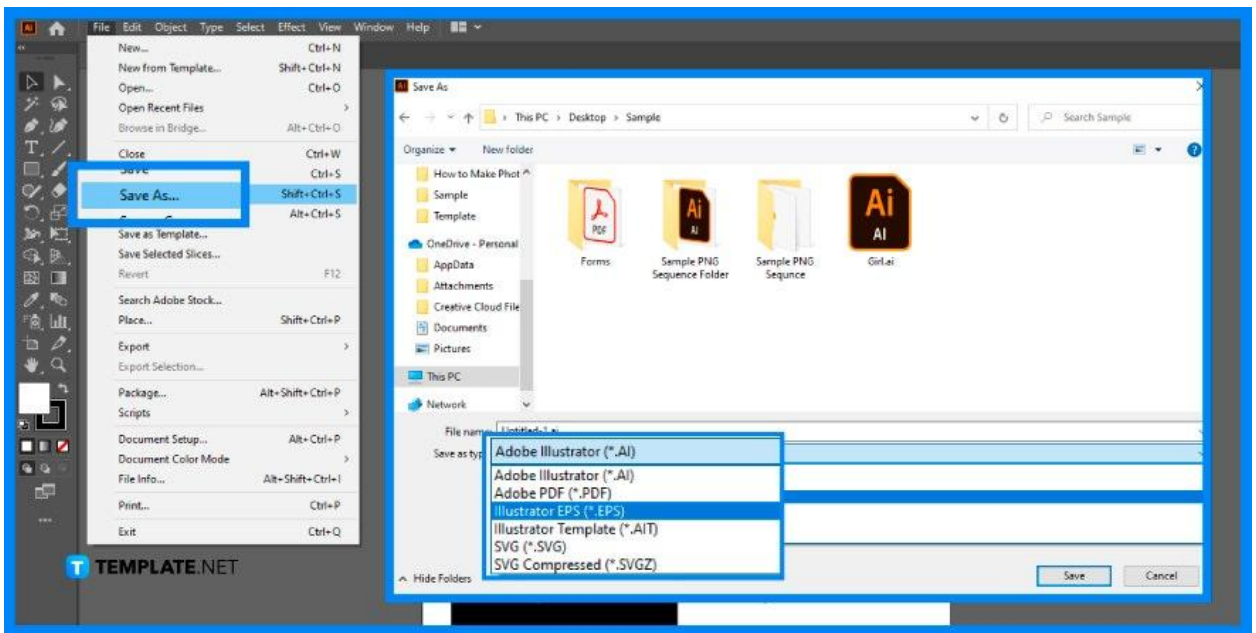 Ai File Edit Object Type Select Effect View Window Help
New... Ctrl+N
New from Template... Shift+Ctrl+N
Open... Ctrl+O
Open Recent Files >
Browse in Bridge... Alt+Ctrl+O
Close Ctrl+W
Save Ctrl+S
Save As... Shift+Ctrl+S
Alt+Ctrl+S
Save as Template...
Save Selected Slices...
Revert F12
Search Adobe Stock...
Place... Shift+Ctrl+P
Export >
Export Selection...
Package... Alt+Shift+Ctrl+P
Scripts >
Document Setup... Alt+Ctrl+P
Document Color Mode >
File Info... Alt+Shift+Ctrl+I
Print... Ctrl+P
Exit Ctrl+Q
TEMPLATE.NET
Save As
This PC > Desktop > Sample
Search Sample
Organize New folder
How to Make Phot
Sample
Template
OneDrive - Personal
AppData
Attachments
Creative Cloud File
Documents
Pictures
This PC
Network
PDF
Forms
Ai
AI
Sample PNG
Sequence Folder
Sample PNG
Sequnce
Ai
AI
Girl.ai
File name: Untitled-1.ai
Save as typ Adobe Illustrator (*.AI)
Adobe Illustrator (*.AI)
Adobe PDF (*.PDF)
Illustrator EPS (*.EPS)
Illustrator Template (*.AIT)
SVG (*.SVG)
SVG Compressed (*.SVGZ)
Hide Folders
Save Cancel